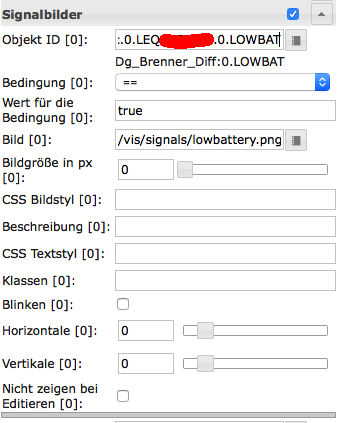 Signalbilder
Objekt ID [0]: :.0.LEQ .0.LOWBAT
Dg_Brenner_Diff:0.LOWBAT
Bedingung [0]: ==
Wert für die
Bedingung [0]: true
Bild [0]: /vis/signals/lowbattery.png
Bildgröße in px
[0]: 0
CSS Bildstyl [0]:
Beschreibung [0]:
CSS Textstyl [0]:
Klassen [0]:
Blinken [0]:
Horizontale [0]: 0
Vertikale [0]: 0
Nicht zeigen bei
Editieren [0]: